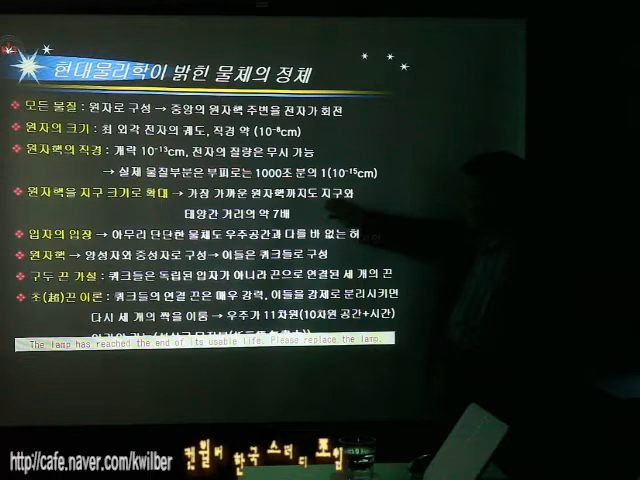 현대물리학이 밝힌 물체의 정체
모든 물질 : 원자로 구성 → 중앙의 원자핵 주변을 전자가 회전
원자의 크기 : 최 외각 전자의 궤도, 직경 약 (10⁻⁸cm)
원자핵의 직경 : 개략 10⁻¹³cm, 전자의 질량은 무시 가능
→ 실제 물질부분은 부피로는 1000조 분의 1(10⁻¹⁵cm)
원자핵을 지구 크기로 확대 → 가장 가까운 원자핵까지도 지구와
태양간 거리의 약 7배
입자의 입장 → 아무리 단단한 물체도 우주공간과 다를 바 없는 허
원자핵 → 양성자와 중성자로 구성→ 이들은 쿼크들로 구성
구두 끈 가설 : 쿼크들은 독립된 입자가 아니라 끈으로 연결된 세 개의 끈
초(超)끈 이론 : 쿼크들의 연결 끈은 매우 강력, 이들을 강제로 분리시키면
다시 세 개의 짝을 이룸 → 우주가 11차원(10차원 공간+시간)
The lamp has reached the end of its usable life. Please replace the lamp.
켄윌버 한국 스터디 모임
http://cafe.naver.com/kwilber